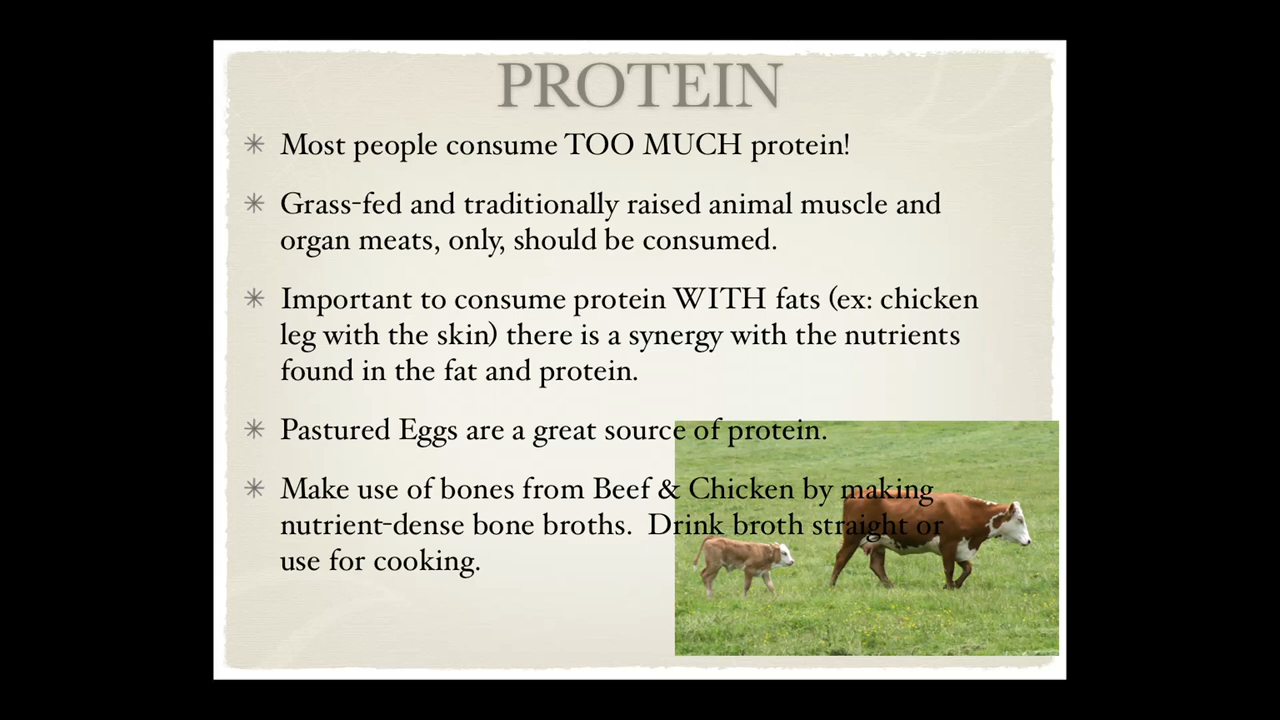 PROTEIN
Most people consume TOO MUCH protein!
Grass-fed and traditionally raised animal muscle and
organ meats, only, should be consumed.
Important to consume protein WITH fats (ex: chicken
leg with the skin) there is a synergy with the nutrients
found in the fat and protein.
Pastured Eggs are a great source of protein.
Make use of bones from Beef & Chicken by making
nutrient-dense bone broths.  Drink broth straight or
use for cooking.